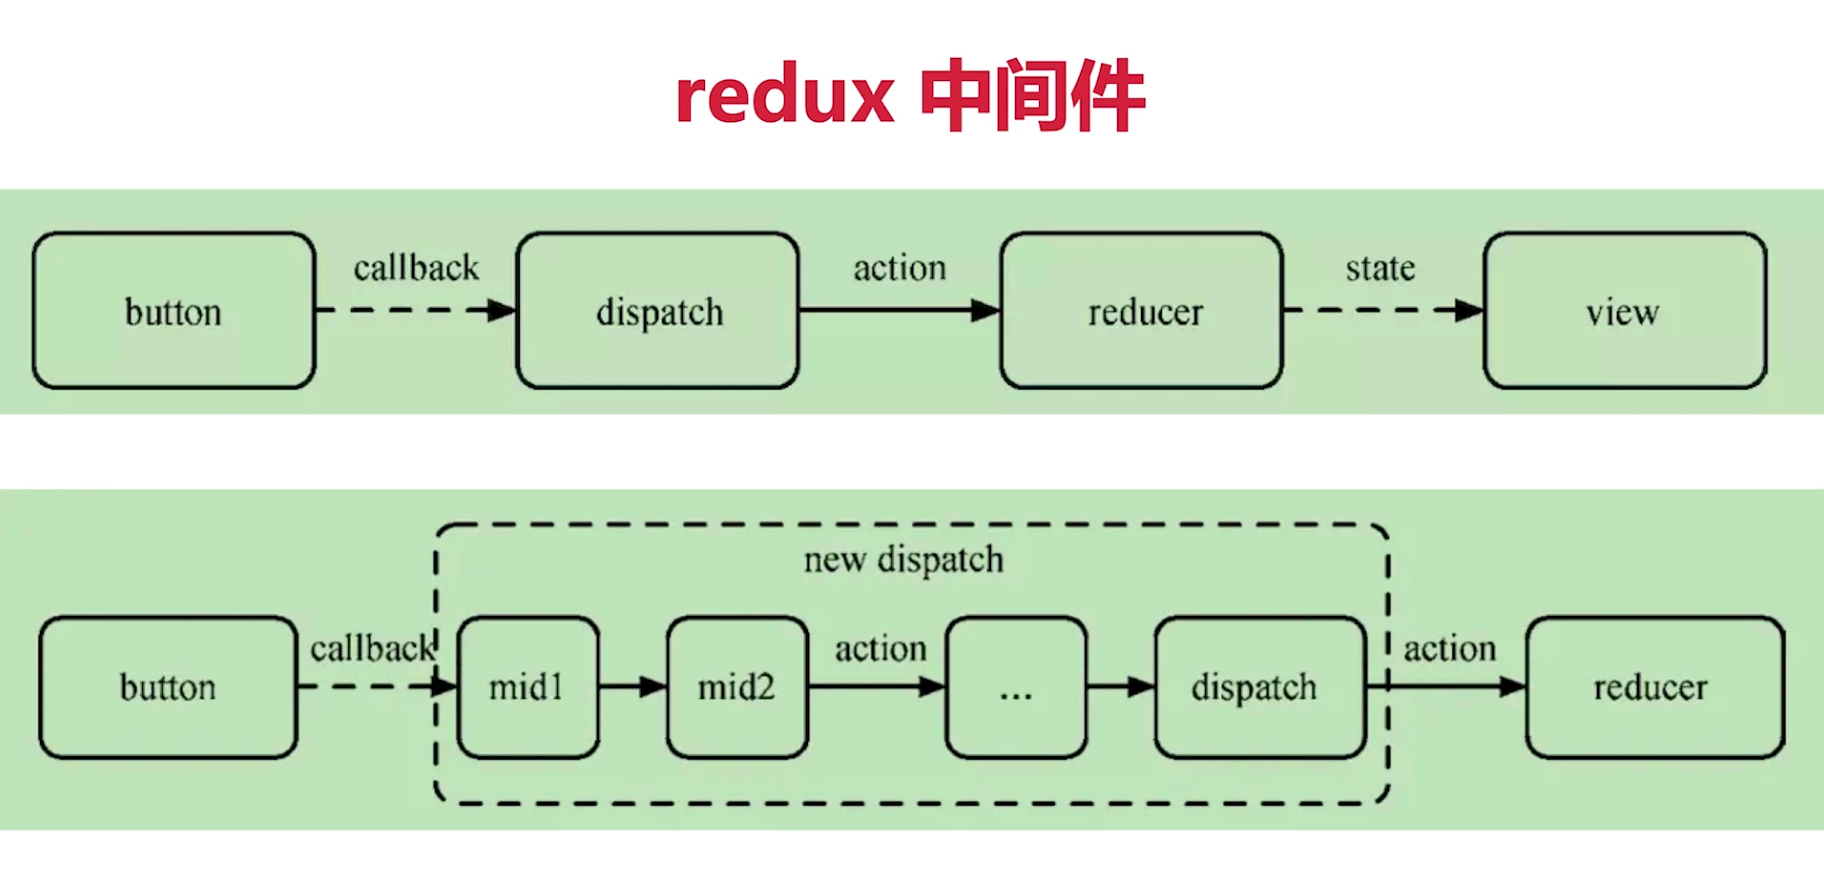 redux 中间件
callback
action
state
button
dispatch
reducer
view
new dispatch
callback
action
action
button
mid1
mid2
...
dispatch
reducer